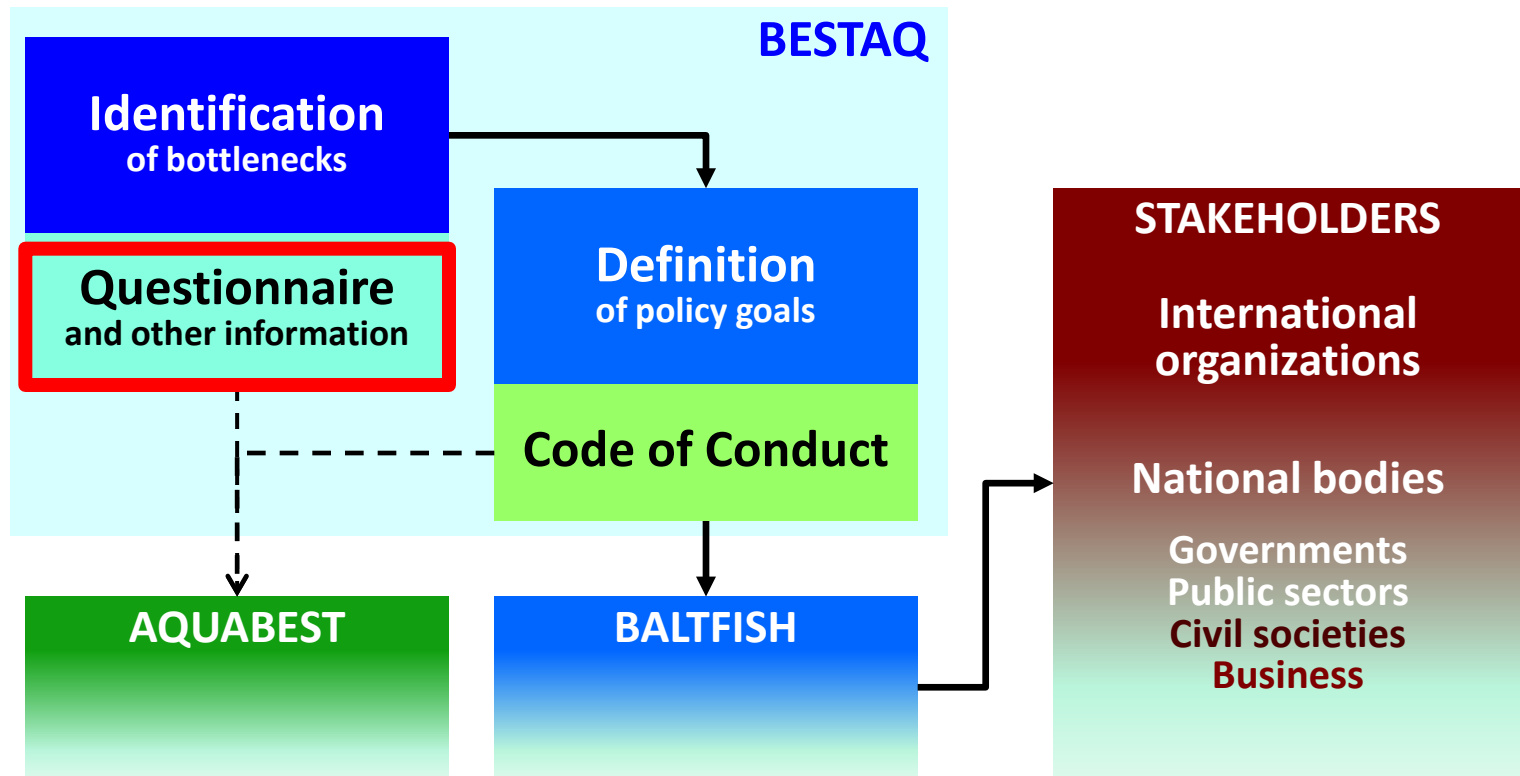 BESTAQ
Identification
of bottlenecks
Questionnaire
and other information
Definition
of policy goals
Code of Conduct
AQUABEST
BALTFISH
STAKEHOLDERS
International
organizations
National bodies
Governments
Public sectors
Civil societies
Business